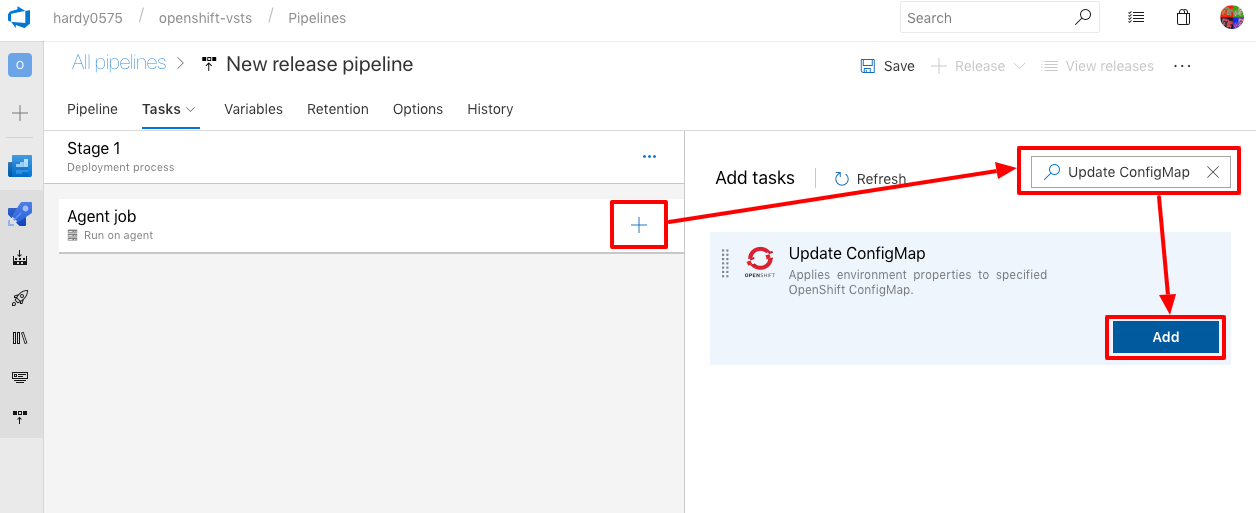 hardy0575 / openshift-vsts / Pipelines
Search
O
All pipelines > New release pipeline
Save
Release
View releases
Pipeline
Tasks
Variables
Retention
Options
History
Stage 1
Deployment process
Agent job
Run on agent
Add tasks
Refresh
Update ConfigMap
OPENSHIFT
Update ConfigMap
Applies environment properties to specified
OpenShift ConfigMap.
Add